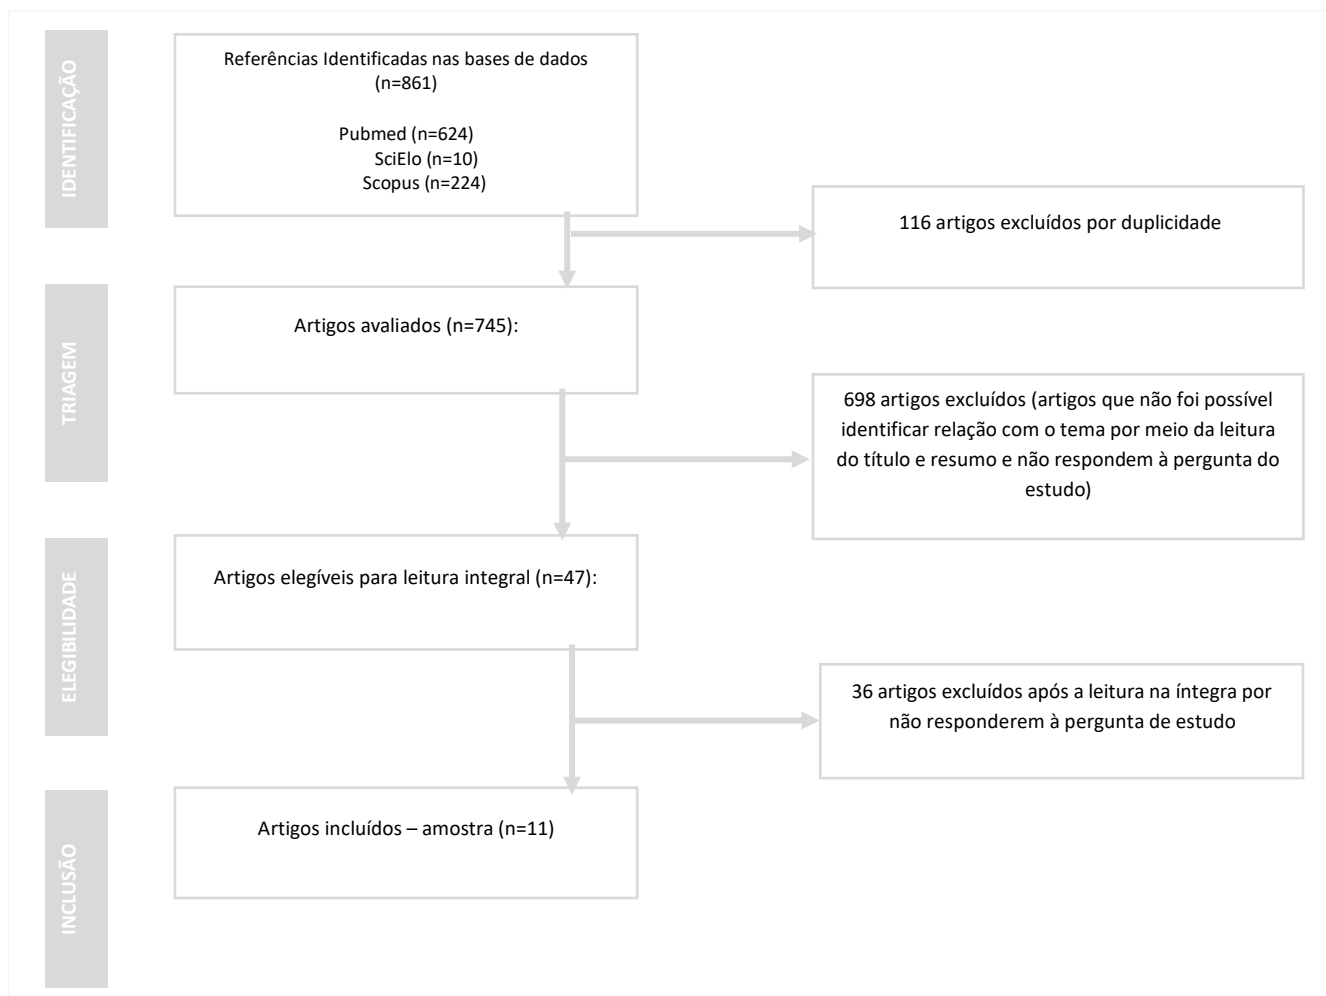 IDENTIFICAÇÃO
Referências Identificadas nas bases de dados
(n=861)
Pubmed (n=624)
SciElo (n=10)
Scopus (n=224)
116 artigos excluídos por duplicidade
TRIAGEM
Artigos avaliados (n=745):
698 artigos excluídos (artigos que não foi possível
identificar relação com o tema por meio da leitura
do título e resumo e não respondem à pergunta do
estudo)
ELEGIBILIDADE
Artigos elegíveis para leitura integral (n=47):
36 artigos excluídos após a leitura na íntegra por
não responderem à pergunta de estudo
INCLUSÃO
Artigos incluídos – amostra (n=11)